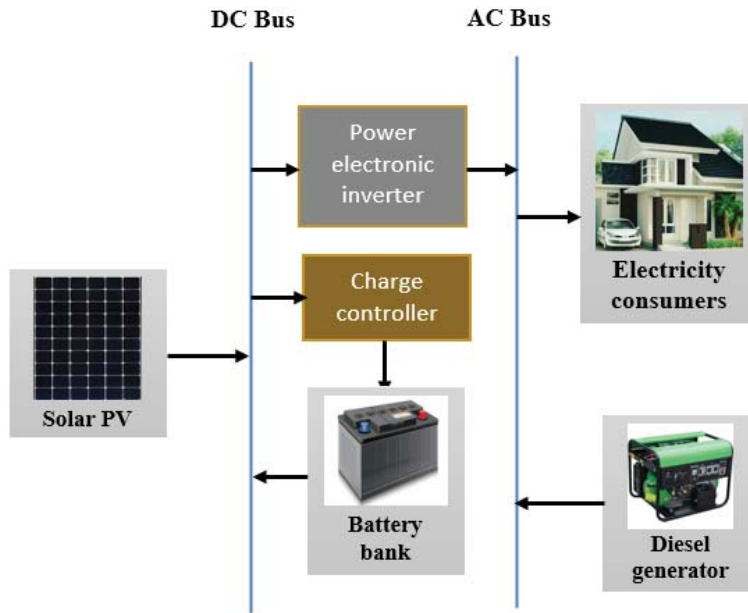 DC Bus
AC Bus
Power
electronic
inverter
Electricity
consumers
Charge
controller
Solar PV
Battery
bank
Diesel
generator